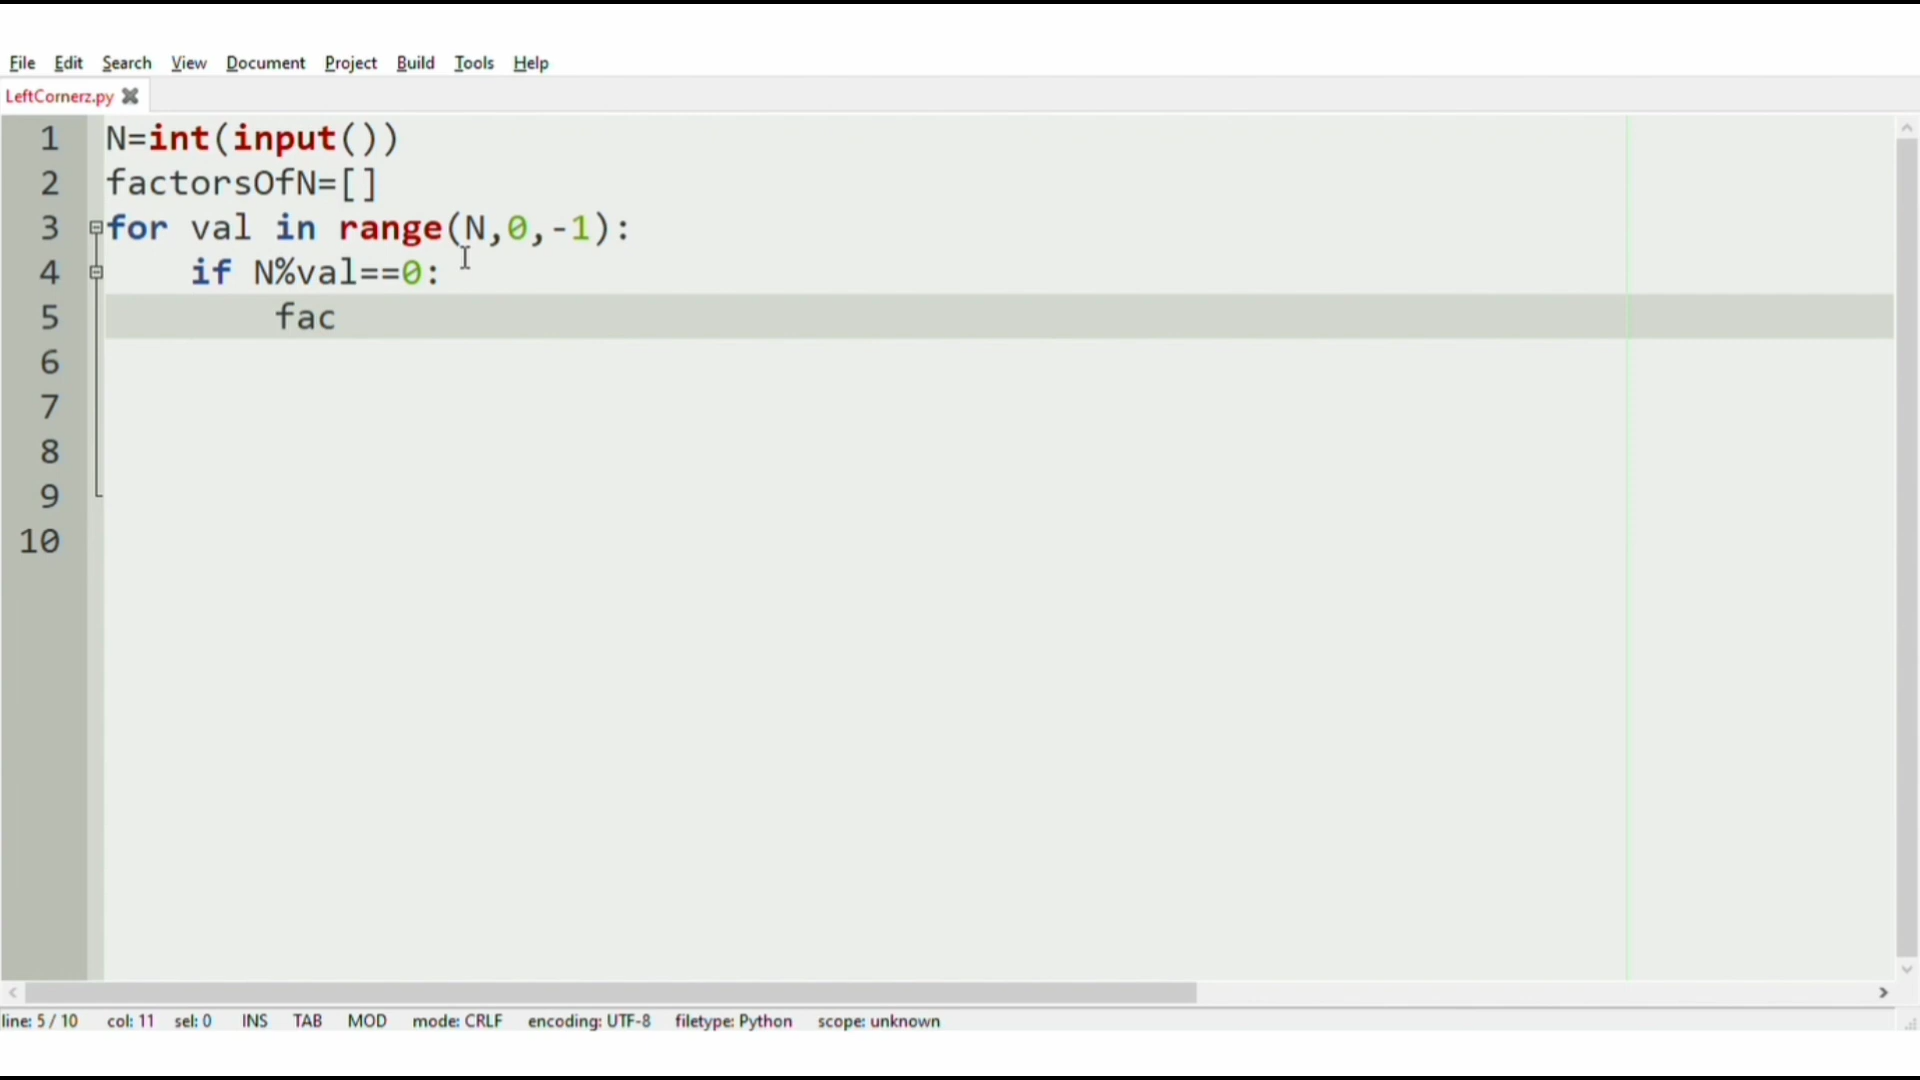 File Edit Search View Document Project Build Tools Help
LeftCornerz.py
1 N=int(input())
2 factorsOfN=[]
3 for val in range(N,0,-1):
4 if N%val==0:
5 fac
6
7
8
9
10
line: 5 / 10 col: 11 sel: 0 INS TAB MOD mode: CRLF encoding: UTF-8 filetype: Python scope: unknown